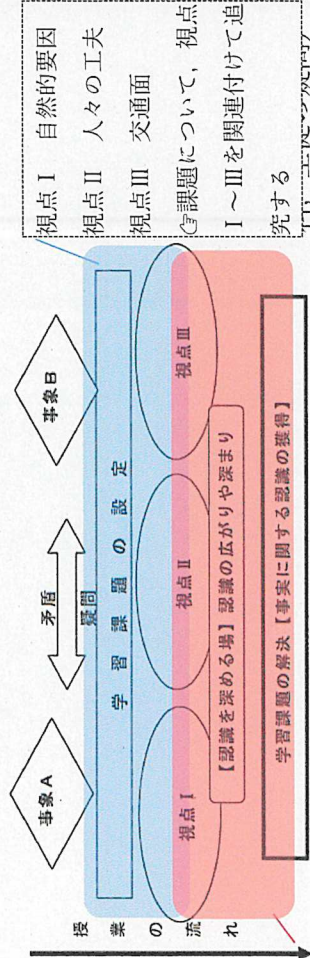 事象A
矛盾
疑問
事象B
学習課題の設定
視点Ⅰ
視点Ⅱ
視点Ⅲ
【認識を深める場】認識の広がりや深まり
学習課題の解決【事実に関する認識の獲得】
授業の流れ
視点Ⅰ 自然的要因
視点Ⅱ 人々の工夫
視点Ⅲ 交通面
☞課題について，視点
Ⅰ～Ⅲを関連付けて追
究する